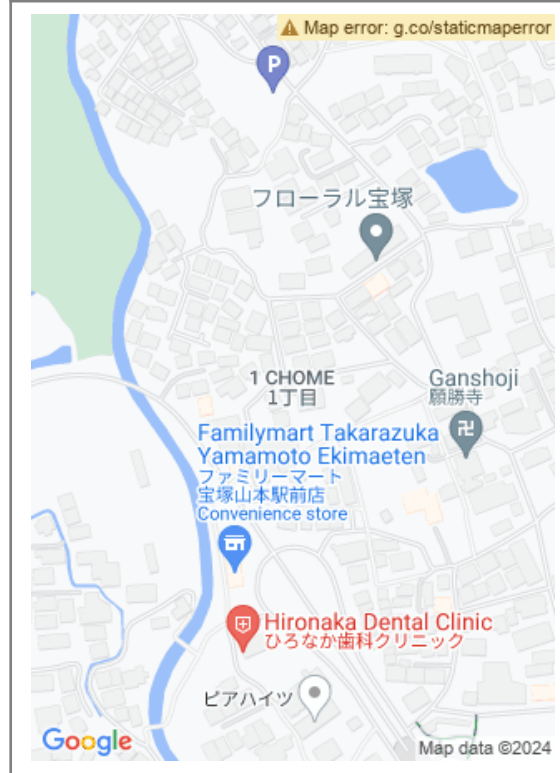 Map error: g.co/staticmaperror
P
フローラル宝塚
1 CHOME
1丁目
Ganshoji
願勝寺
卍
Familymart Takarazuka
Yamamoto Ekimaeten
ファミリーマート
宝塚山本駅前店
Convenience store
Hironaka Dental Clinic
ひろなか歯科クリニック
ピアハイツ
Google
Map data ©2024